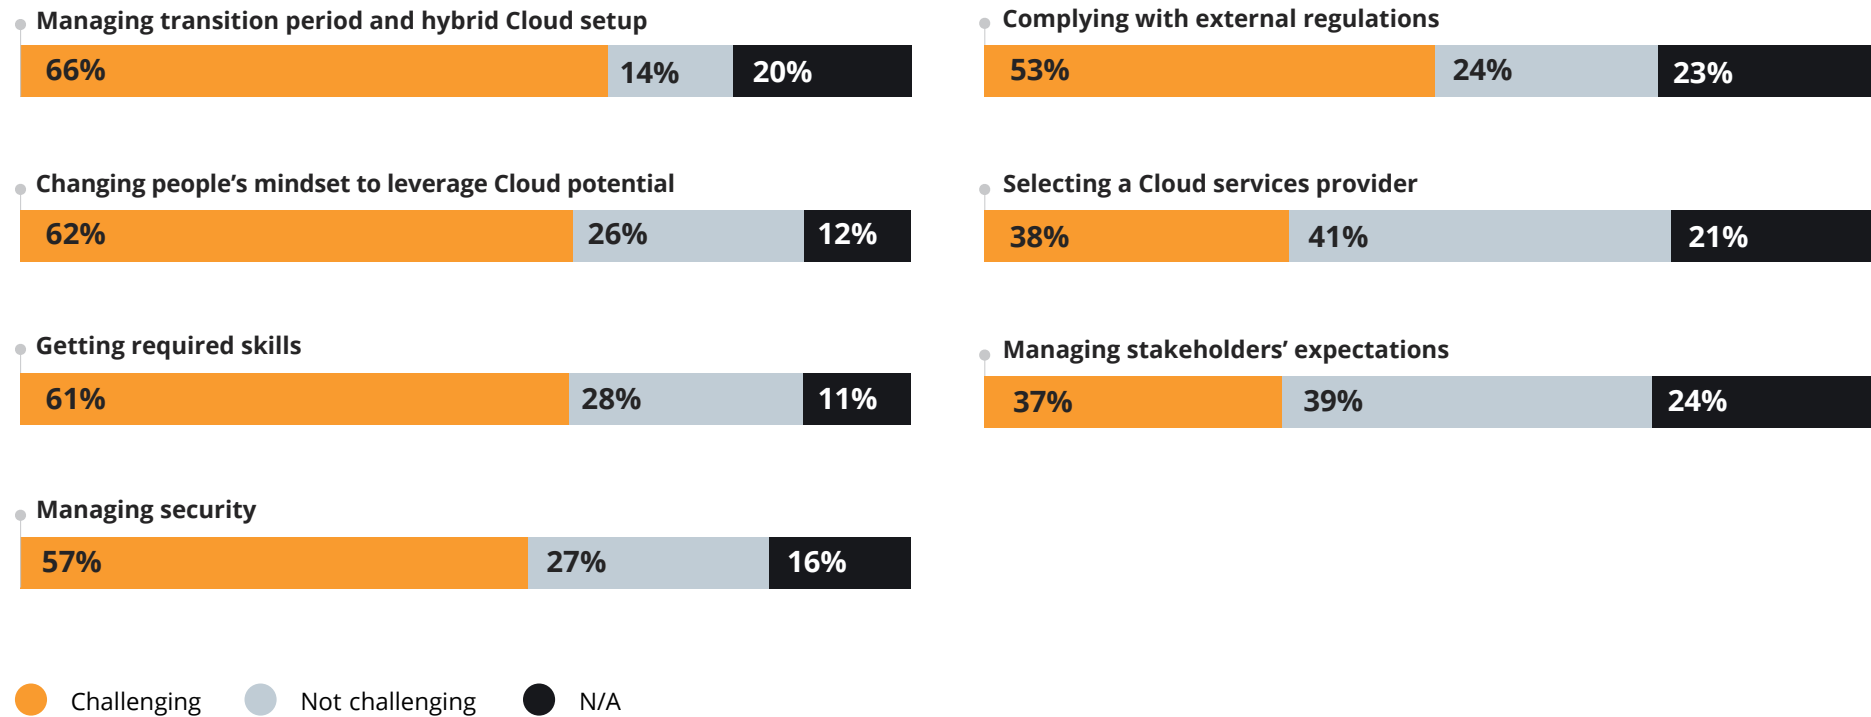 Managing transition period and hybrid Cloud setup
66% 14% 20%
Changing people’s mindset to leverage Cloud potential
62% 26% 12%
Getting required skills
61% 28% 11%
Managing security
57% 27% 16%
Complying with external regulations
53% 24% 23%
Selecting a Cloud services provider
38% 41% 21%
Managing stakeholders’ expectations
37% 39% 24%
Challenging Not challenging N/A